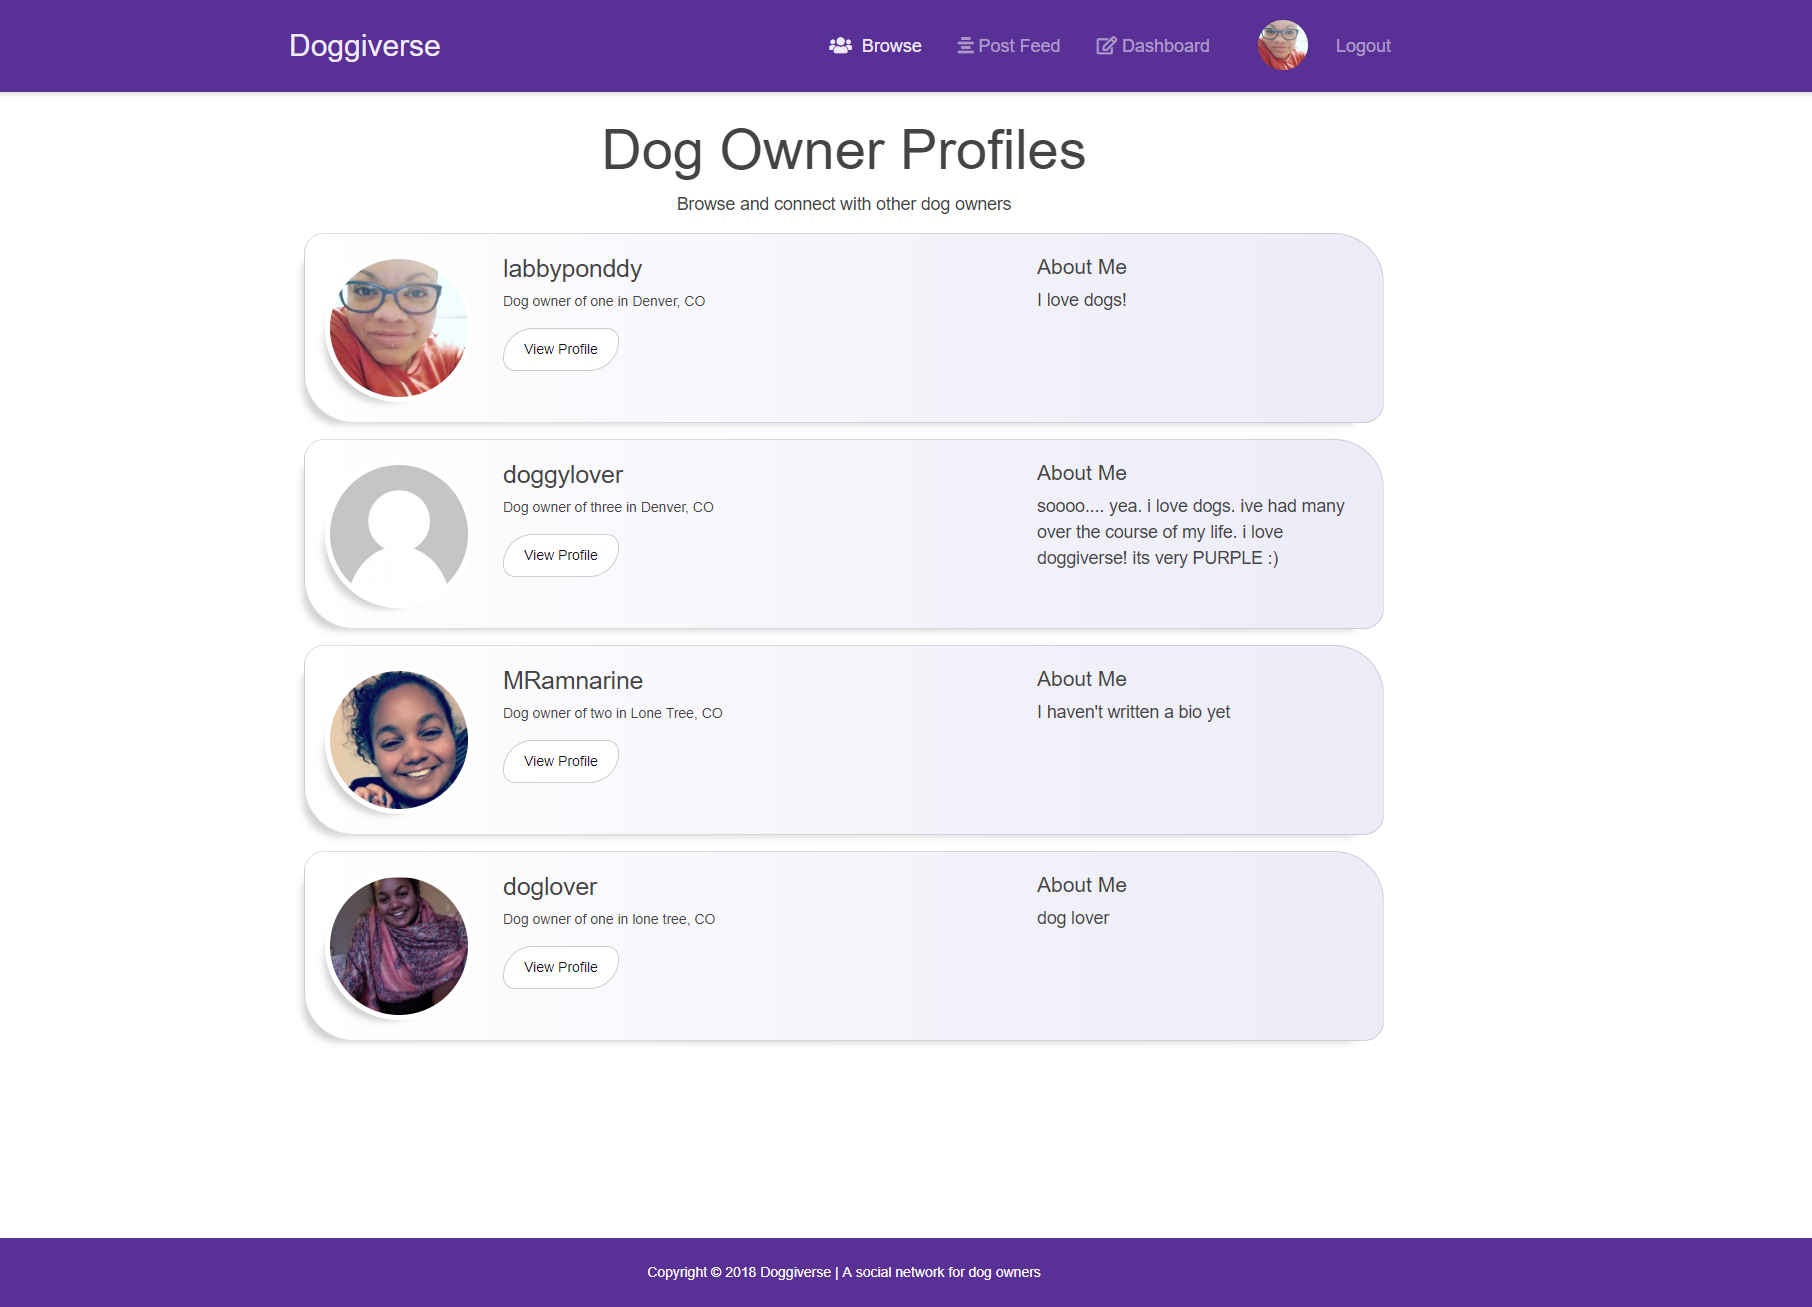 Doggiverse
Browse
Post Feed
Dashboard
Logout
Dog Owner Profiles
Browse and connect with other dog owners
labbyponddy
Dog owner of one in Denver, CO
View Profile
About Me
I love dogs!
doggylover
Dog owner of three in Denver, CO
View Profile
About Me
soooo.... yea. i love dogs. ive had many
over the course of my life. i love
doggiverse! its very PURPLE :)
MRamnarine
Dog owner of two in Lone Tree, CO
View Profile
About Me
I haven't written a bio yet
doglover
Dog owner of one in lone tree, CO
View Profile
About Me
dog lover
Copyright © 2018 Doggiverse | A social network for dog owners